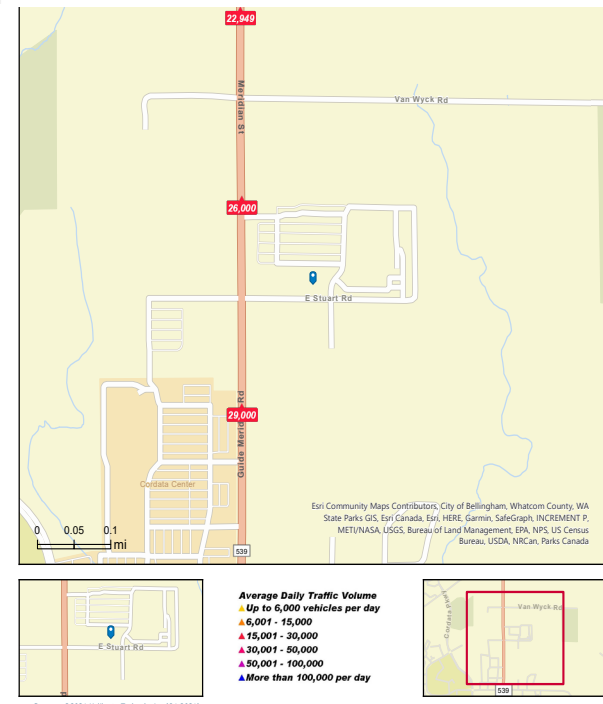 22,949
Meridian St
Van Wyck Rd
26,000
E Stuart Rd
29,000
Guide Meridian Rd
Cordata Center
Esri Community Maps Contributors, City of Bellingham, Whatcom County, WA
State Parks GIS, Esri Canada, Esri, HERE, Garmin, SafeGraph, INCREMENT P,
METI/NASA, USGS, Bureau of Land Management, EPA, NPS, US Census
Bureau, USDA, NRCan, Parks Canada
0 0.05 0.1
mi
539
E Stuart Rd
Average Daily Traffic Volume
Up to 6,000 vehicles per day
6,001 - 15,000
15,001 - 30,000
30,001 - 50,000
50,001 - 100,000
More than 100,000 per day
Van Wyck Rd
Cordata
539